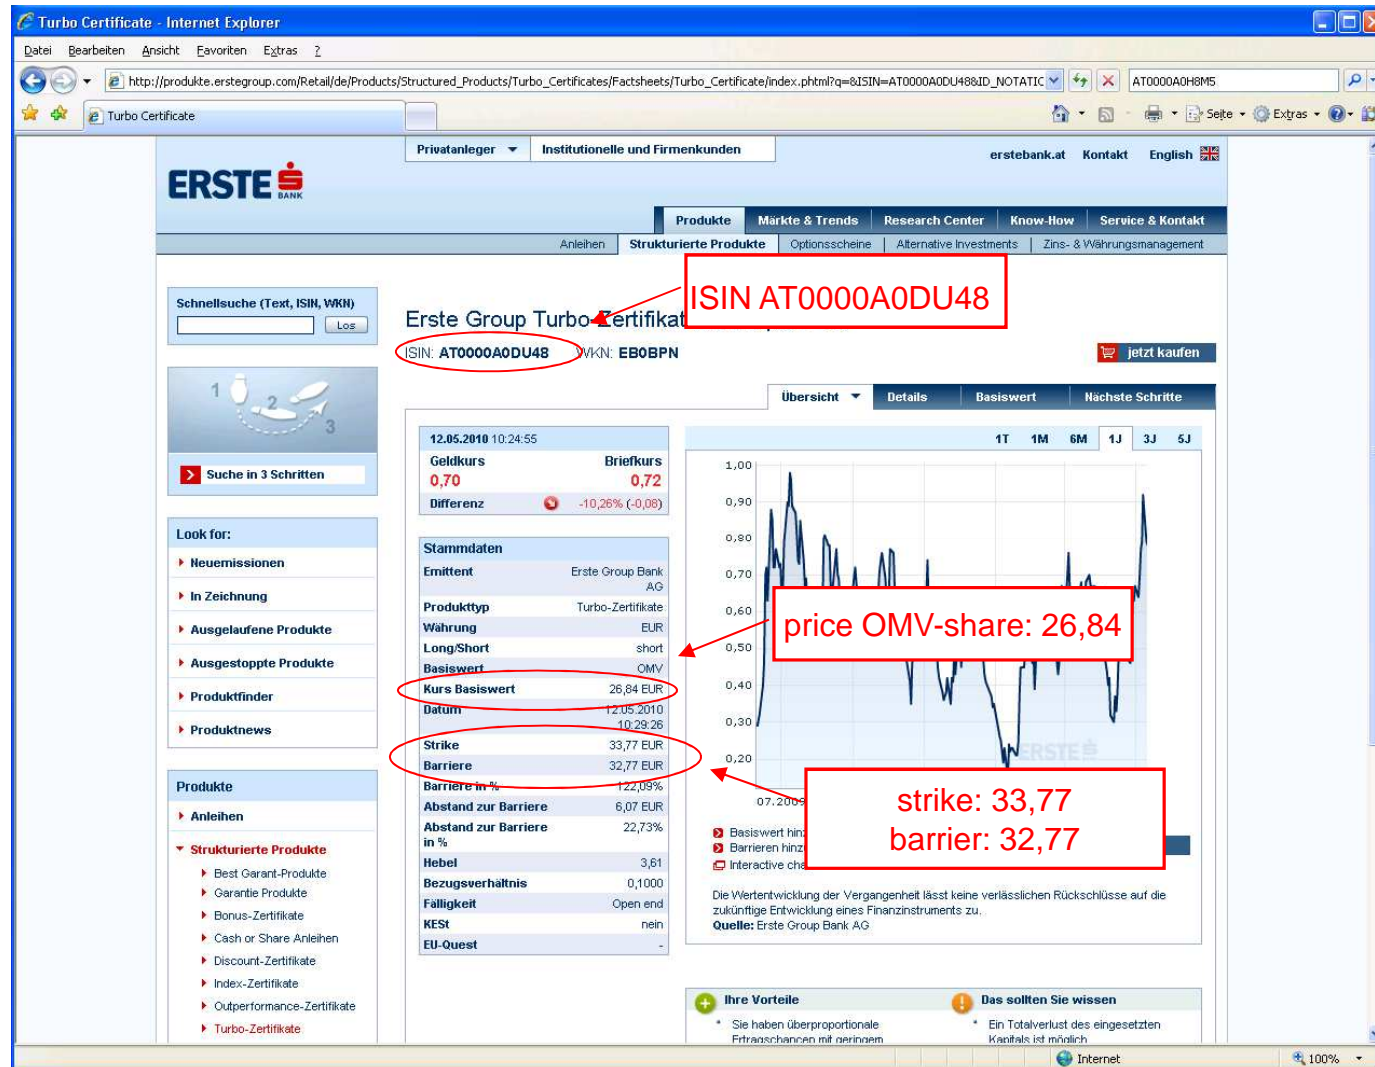 Turbo Certificate - Internet Explorer
Datei Bearbeiten Ansicht Favoriten Extras ?
http://produkte.erstegroup.com/Retail/de/Products/Structured_Products/Turbo_Certificates/Factsheets/Turbo_Certificate/index.phtml?q=&ISIN=AT0000A0DU48&ID_NOTATIC
AT0000A0H8M5
Turbo Certificate
Seite Extras
Privatanleger Institutionelle und Firmenkunden
erstebank.at Kontakt English
ERSTE BANK
Produkte Märkte & Trends Research Center Know-How Service & Kontakt
Anleihen Strukturierte Produkte Optionsscheine Alternative Investments Zins- & Währungsmanagement
Schnellsuche (Text, ISIN, WKN)
Los
ISIN AT0000A0DU48
Erste Group Turbo-Zertifikat
ISIN: AT0000A0DU48 WKN: EB0BPN
jetzt kaufen
1 2 3
Suche in 3 Schritten
Übersicht Details Basiswert Nächste Schritte
12.05.2010 10:24:55
Geldkurs Briefkurs
0,70 0,72
Differenz -10,26% (-0,08)
Stammdaten
Emittent Erste Group Bank AG
Produkttyp Turbo-Zertifikate
Währung EUR
Long/Short short
Basiswert OMV
Kurs Basiswert 26,84 EUR
Datum 12.05.2010 10:29:26
Strike 33,77 EUR
Barriere 32,77 EUR
Barriere in % 122,09%
Abstand zur Barriere 6,07 EUR
Abstand zur Barriere in % 22,73%
Hebel 3,61
Bezugsverhältnis 0,1000
Fälligkeit Open end
KESt nein
EU-Quest -
1T 1M 6M 1J 3J 5J
1,00
0,90
0,80
0,70
0,60
0,50
0,40
0,30
0,20
ERSTE
07.2009
price OMV-share: 26,84
strike: 33,77
barrier: 32,77
Basiswert
Barrieren
Interactive
Die Wertentwicklung der Vergangenheit lässt keine verlässlichen Rückschlüsse auf die
zukünftige Entwicklung eines Finanzinstruments zu.
Quelle: Erste Group Bank AG
Look for:
Neuemissionen
In Zeichnung
Ausgelaufene Produkte
Ausgestoppte Produkte
Produktfinder
Produktnews
Produkte
Anleihen
Strukturierte Produkte
Best Garant-Produkte
Garantie Produkte
Bonus-Zertifikate
Cash or Share Anleihen
Discount-Zertifikate
Index-Zertifikate
Outperformance-Zertifikate
Turbo-Zertifikate
Ihre Vorteile
* Sie haben überproportionale
Ertragschancen mit geringem
Das sollten Sie wissen
* Ein Totalverlust des eingesetzten
Kapitals ist möglich
Internet 100%